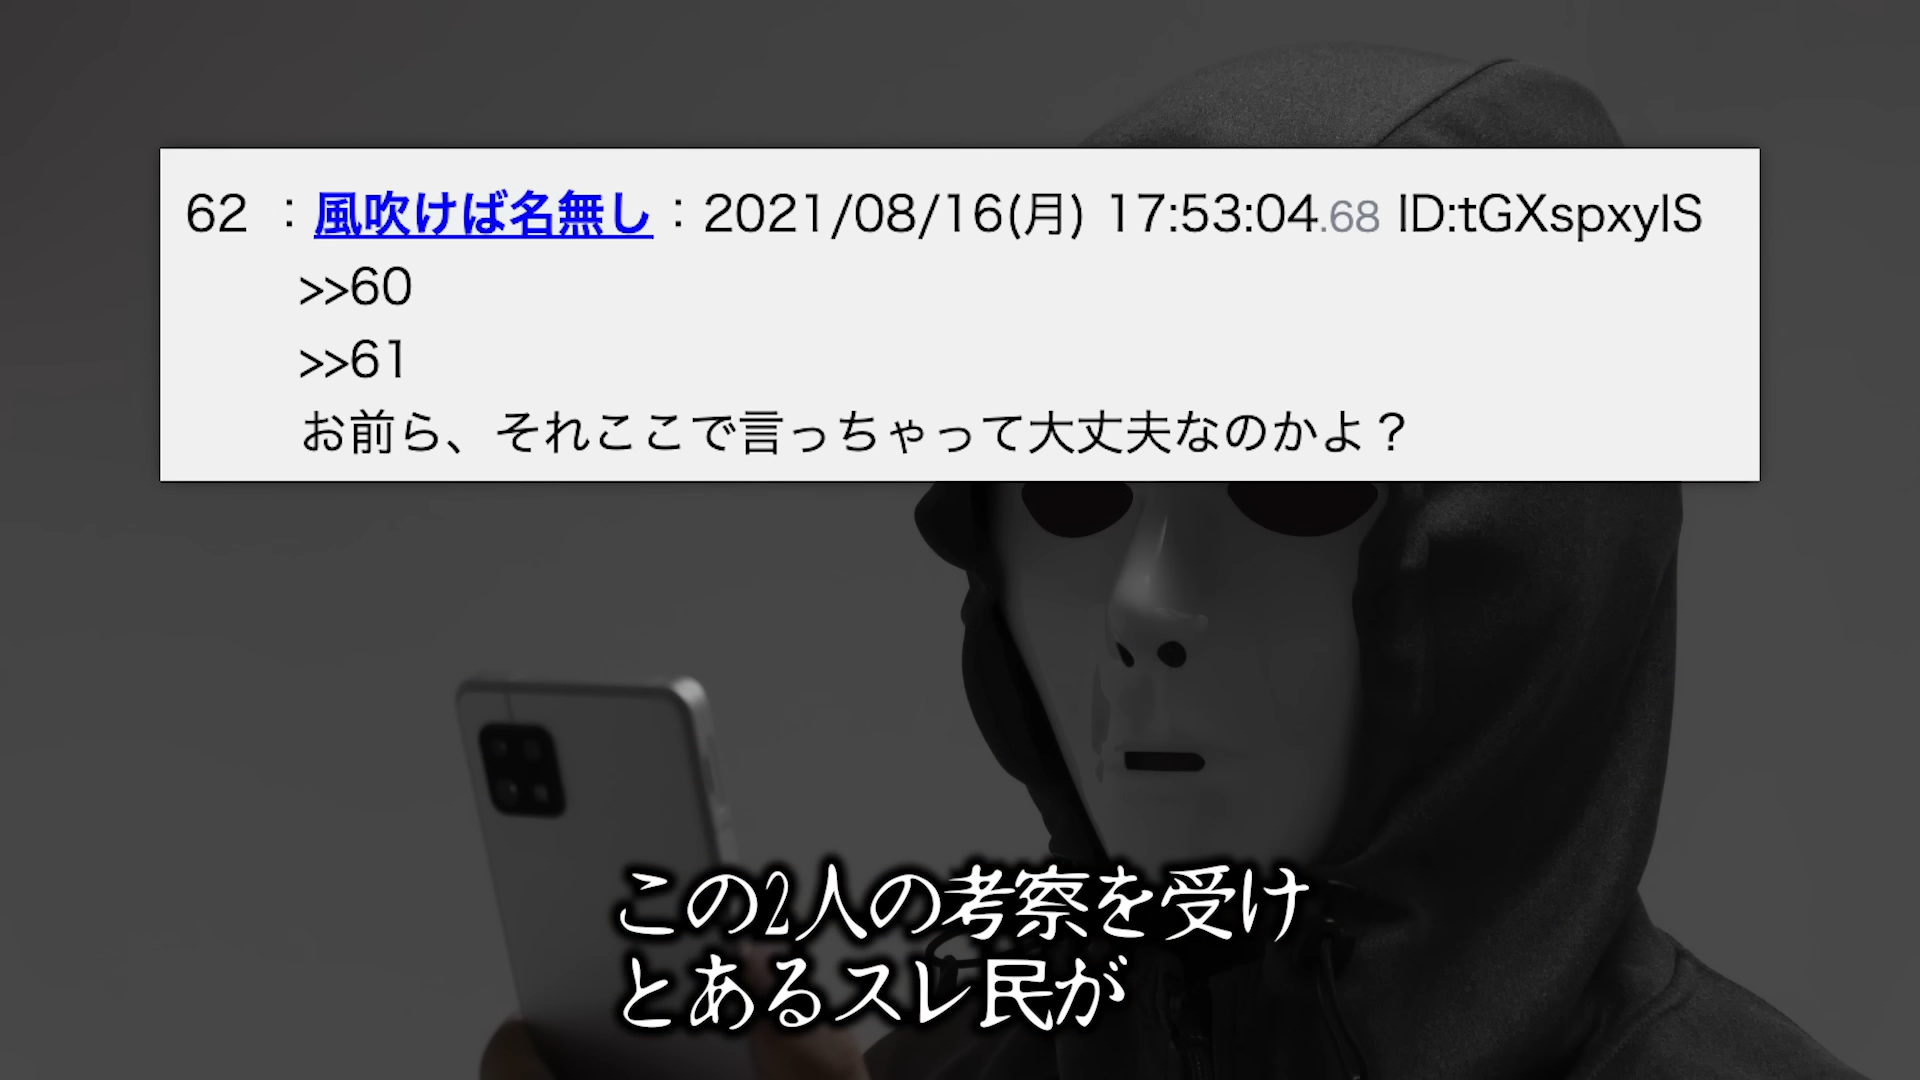 62 ：風吹けば名無し：2021/08/16(月) 17:53:04.68 ID:tGXspxylS
>>60
>>61
お前ら、それここで言っちゃって大丈夫なのかよ？
この2人の考察を受け
とあるスレ民が